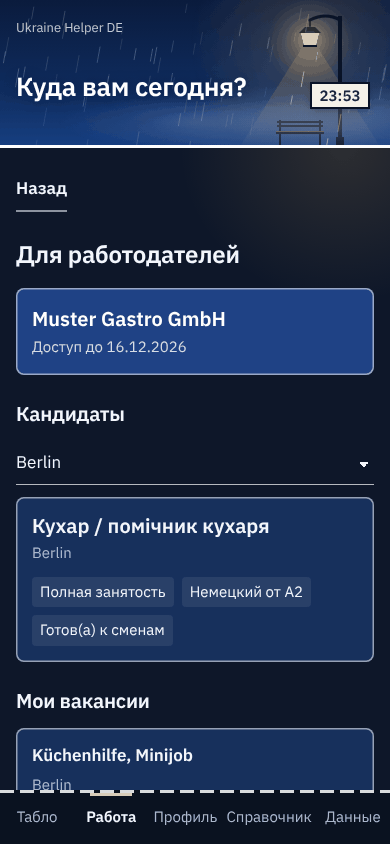 Ukraine Helper DE
Куда вам сегодня?
23:53
Назад
Для работодателей
Muster Gastro GmbH
Доступ до 16.12.2026
Кандидаты
Berlin
Кухар / помічник кухаря
Berlin
Полная занятость
Немецкий от A2
Готов(а) к сменам
Мои вакансии
Küchenhilfe, Minijob
Berlin
Табло
Работа
Профиль
Справочник
Данные